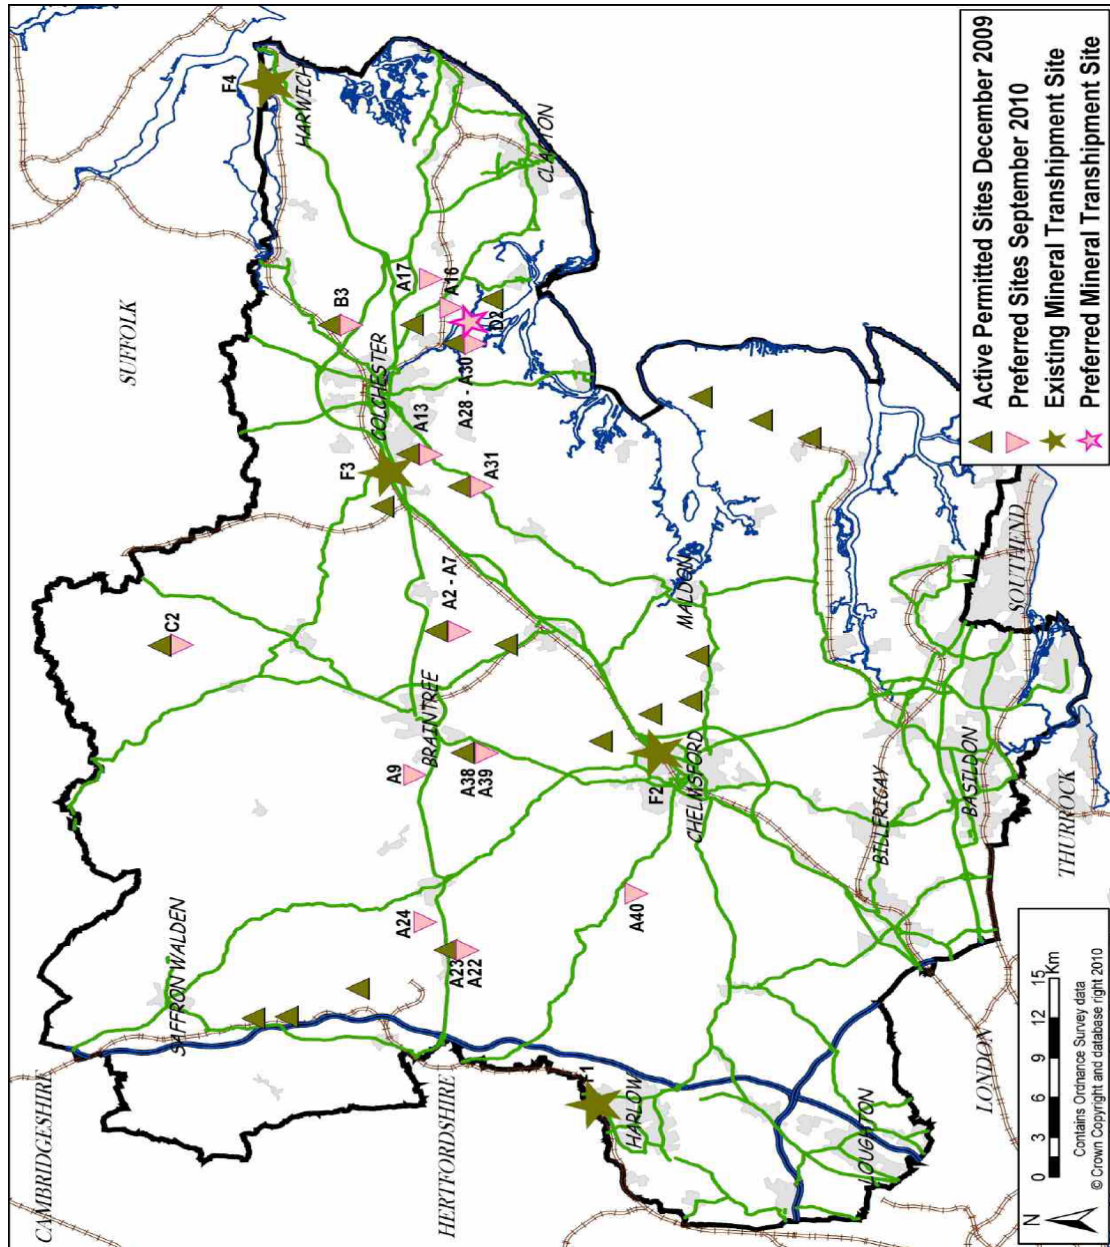 CAMBRIDGESHIRE
SUFFOLK
HERTFORDSHIRE
LONDON
THURROCK
SOUTHEND
SAFFRON WALDEN
BRAINTREE
COLCHESTER
HARWICH
CLACTON
HARLOW
LOUGHTON
CHELMSFORD
MALDON
BILLERICAY
BASILDON
F4
B3
A17
A16
D2
A28 - A30
A13
F3
A31
C2
A2 - A7
A9
A38
A39
A24
A23
A22
A40
F2
F1
Active Permitted Sites December 2009
Preferred Sites September 2010
Existing Mineral Transhipment Site
Preferred Mineral Transhipment Site
N
0 3 6 9 12 15
Km
Contains Ordnance Survey data
© Crown Copyright and database right 2010